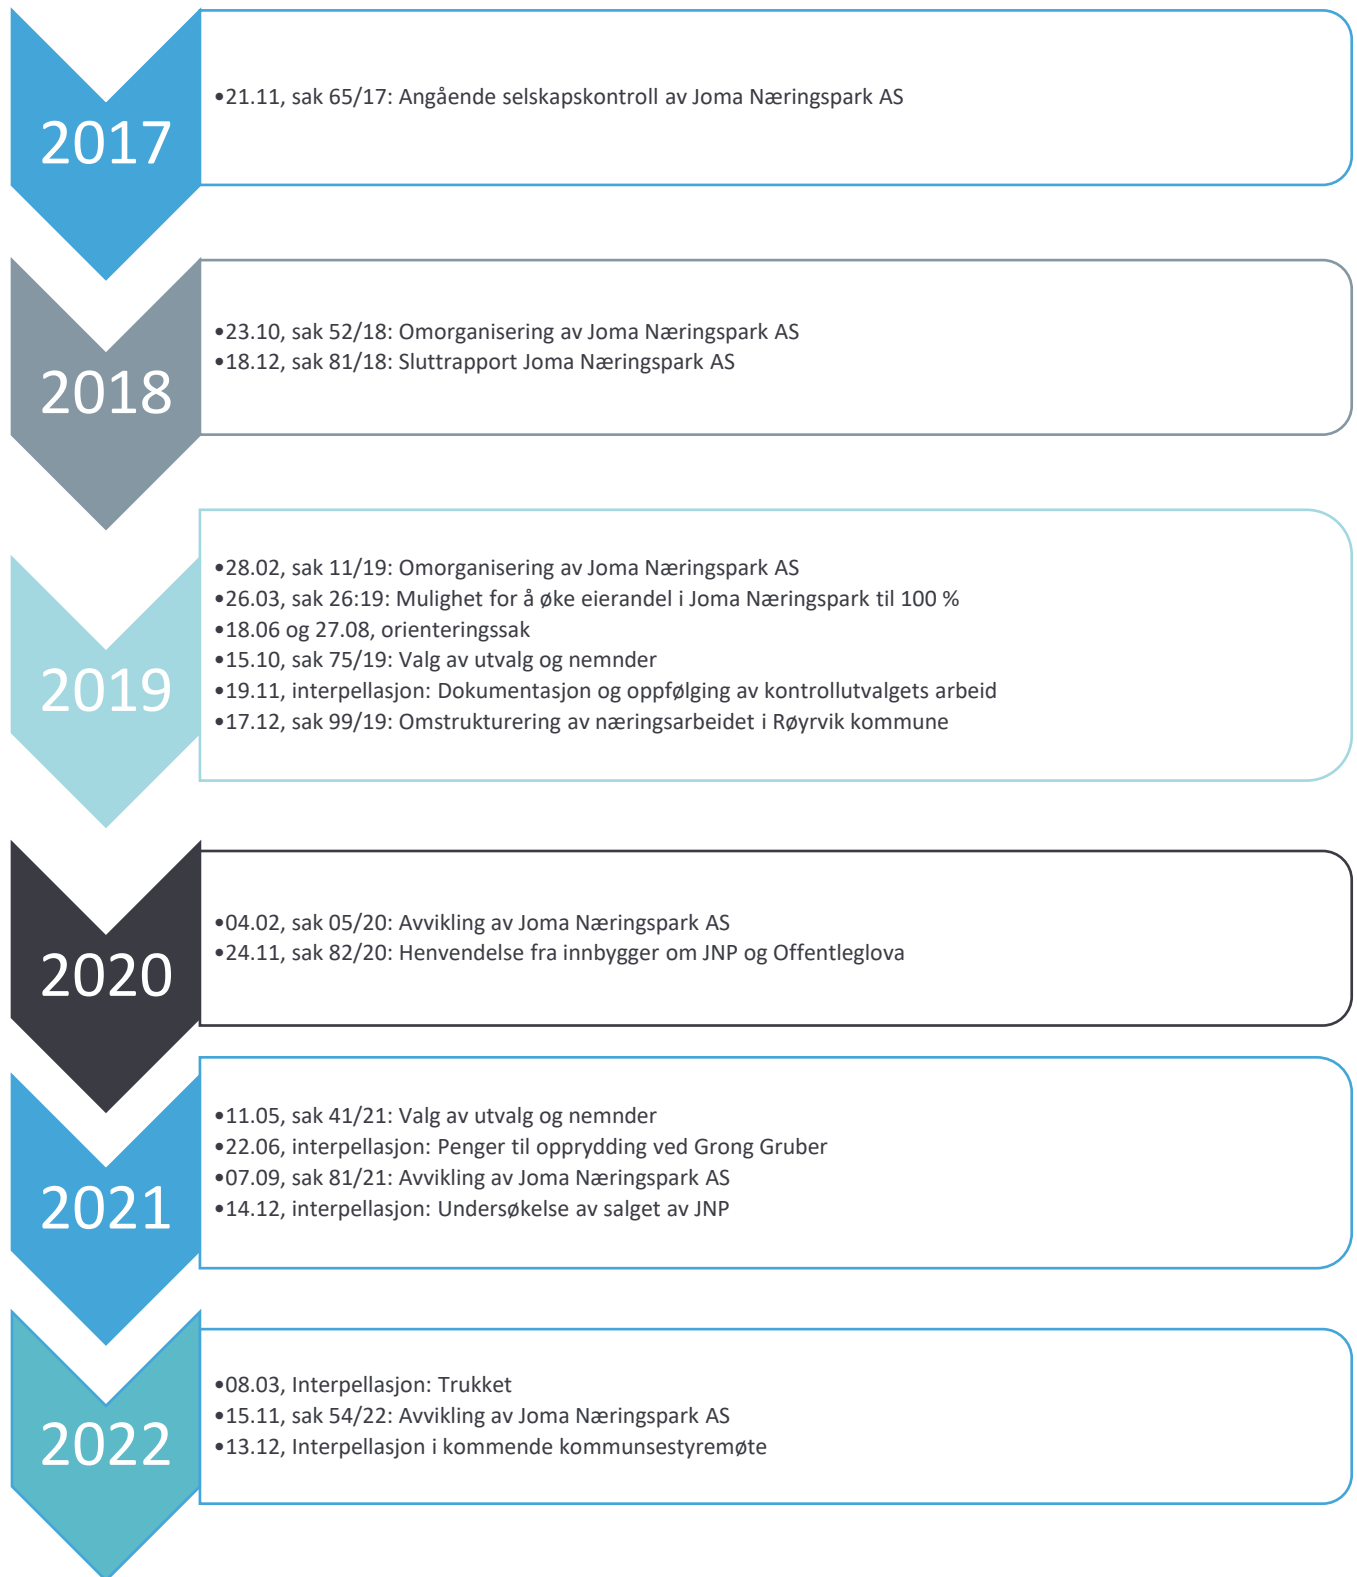 2017
•21.11, sak 65/17: Angående selskapskontroll av Joma Næringspark AS
2018
•23.10, sak 52/18: Omorganisering av Joma Næringspark AS
•18.12, sak 81/18: Sluttrapport Joma Næringspark AS
2019
•28.02, sak 11/19: Omorganisering av Joma Næringspark AS
•26.03, sak 26:19: Mulighet for å øke eierandel i Joma Næringspark til 100 %
•18.06 og 27.08, orienteringssak
•15.10, sak 75/19: Valg av utvalg og nemnder
•19.11, interpellasjon: Dokumentasjon og oppfølging av kontrollutvalgets arbeid
•17.12, sak 99/19: Omstrukturering av næringsarbeidet i Røyrvik kommune
2020
•04.02, sak 05/20: Avvikling av Joma Næringspark AS
•24.11, sak 82/20: Henvendelse fra innbygger om JNP og Offentleglova
2021
•11.05, sak 41/21: Valg av utvalg og nemnder
•22.06, interpellasjon: Penger til opprydding ved Grong Gruber
•07.09, sak 81/21: Avvikling av Joma Næringspark AS
•14.12, interpellasjon: Undersøkelse av salget av JNP
2022
•08.03, Interpellasjon: Trukket
•15.11, sak 54/22: Avvikling av Joma Næringspark AS
•13.12, Interpellasjon i kommende kommunsestyremøte